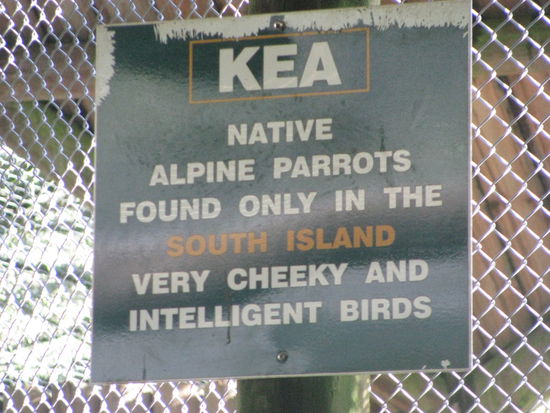 KEA
NATIVE
ALPINE PARROTS
FOUND ONLY IN THE
SOUTH ISLAND
VERY CHEEKY AND
INTELLIGENT BIRDS